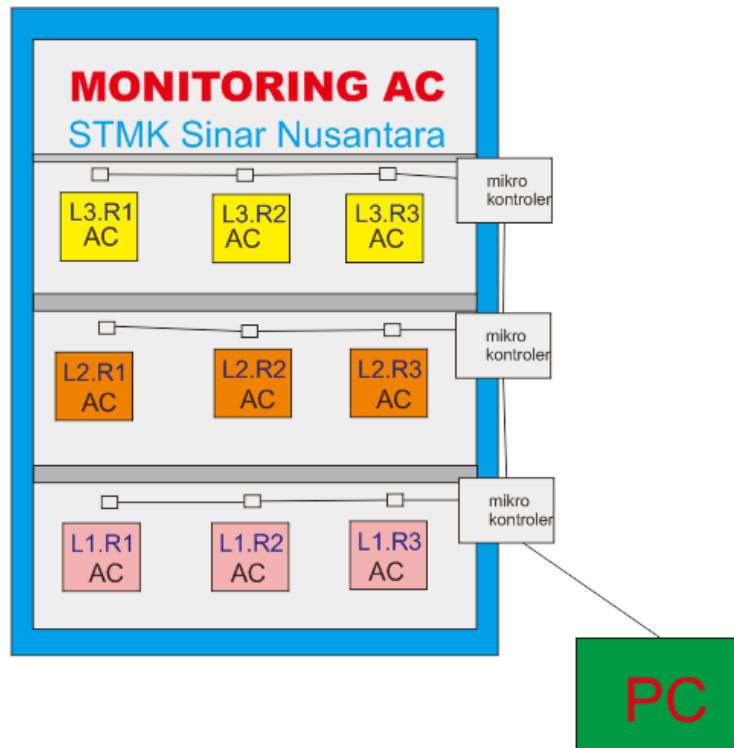 MONITORING AC
STMK Sinar Nusantara
mikro
kontroler
L3.R1
AC
L3.R2
AC
L3.R3
AC
mikro
kontroler
L2.R1
AC
L2.R2
AC
L2.R3
AC
mikro
kontroler
L1.R1
AC
L1.R2
AC
L1.R3
AC
PC